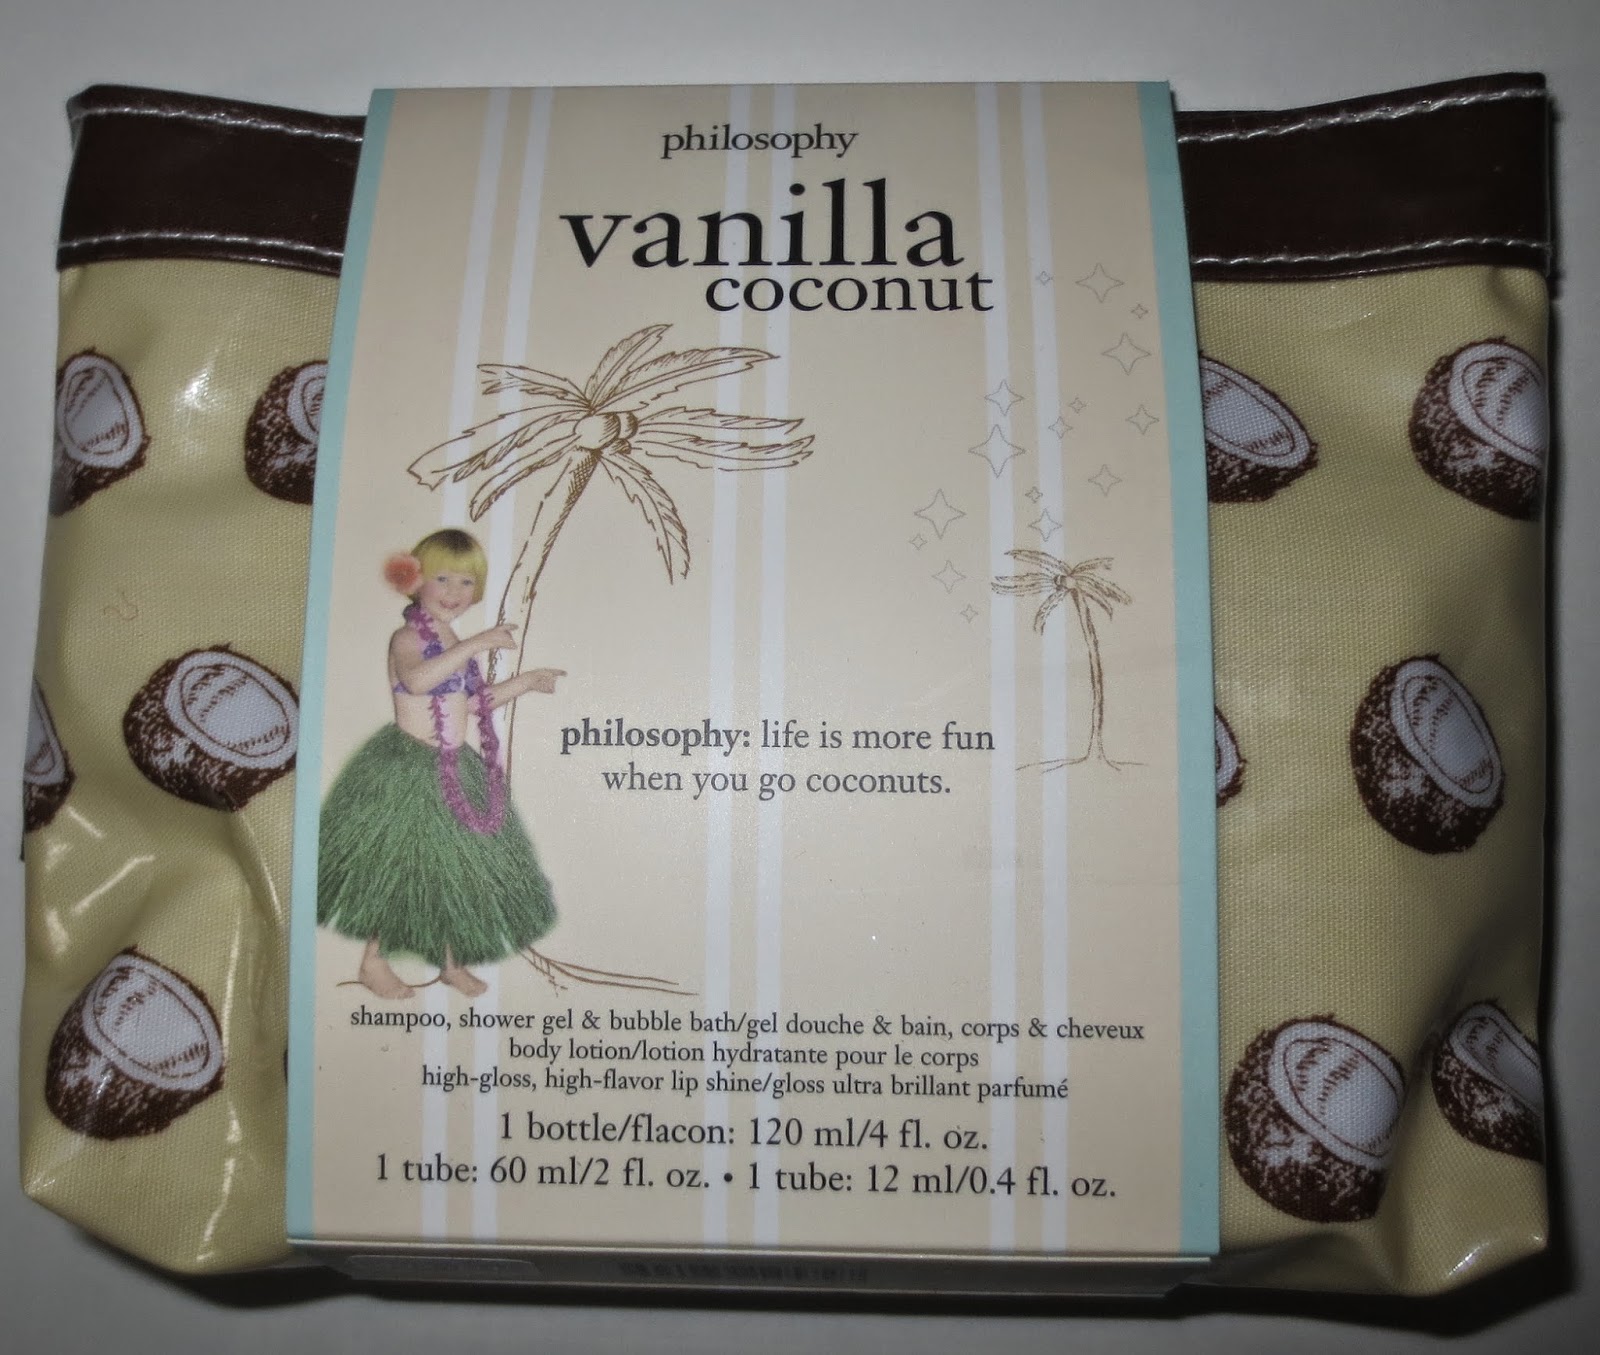 philosophy
vanilla
coconut
philosophy: life is more fun
when you go coconuts.
shampoo, shower gel & bubble bath/gel douche & bain, corps & cheveux
body lotion/lotion hydratante pour le corps
high-gloss, high-flavor lip shine/gloss ultra brillant parfumé
1 bottle/flacon: 120 ml/4 fl. oz.
1 tube: 60 ml/2 fl. oz. • 1 tube: 12 ml/0.4 fl. oz.